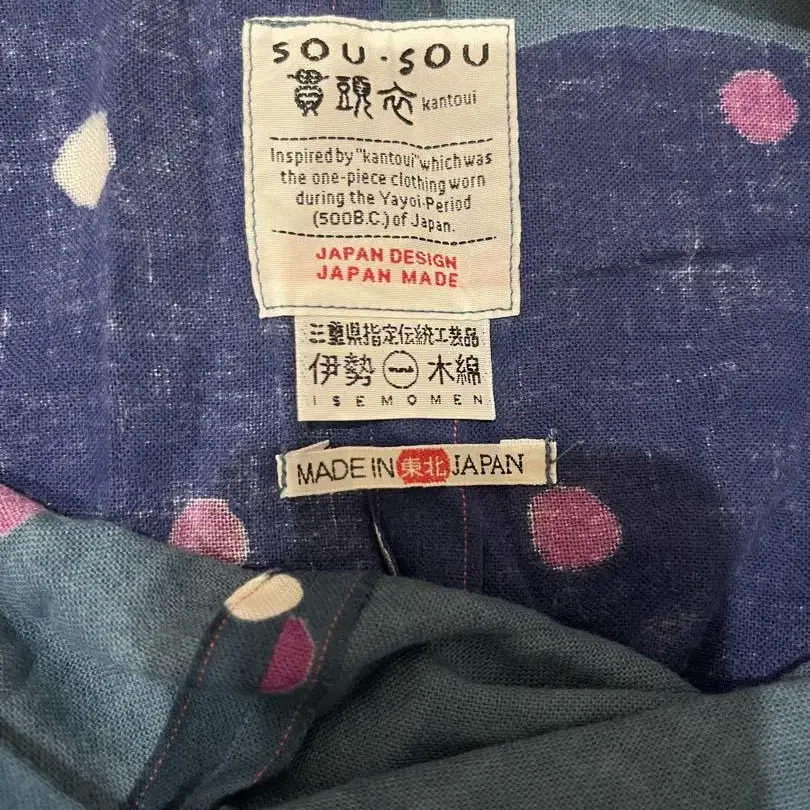 SOU・SOU
貫頭衣 kantoui
Inspired by "kantoui" which was
the one-piece clothing worn
during the Yayoi-Period
(500B.C.) of Japan.
JAPAN DESIGN
JAPAN MADE
三重県指定伝統工芸品
伊勢 木綿
ISEMOMEN
MADE IN 東北 JAPAN